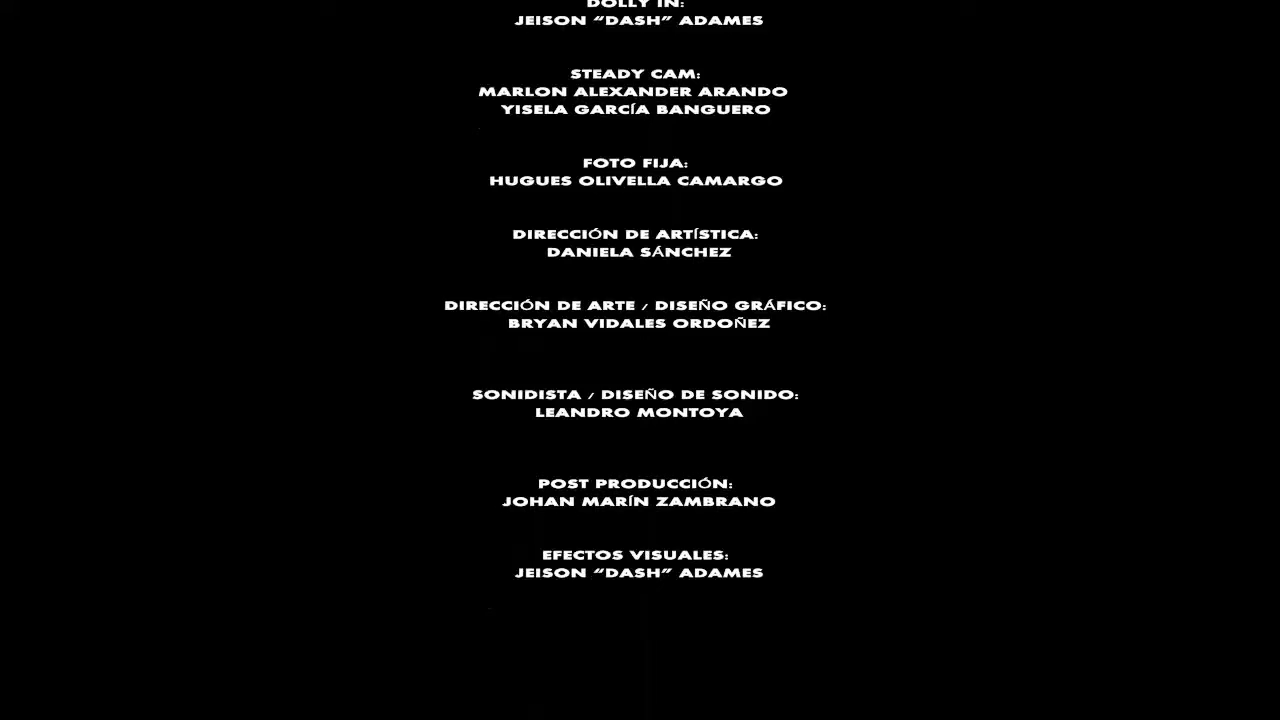 DOLLY IN:
JEISON “DASH” ADAMES
STEADY CAM:
MARLON ALEXANDER ARANDO
YISELA GARCÍA BANGUERO
FOTO FIJA:
HUGUES OLIVELLA CAMARGO
DIRECCIÓN DE ARTÍSTICA:
DANIELA SÁNCHEZ
DIRECCIÓN DE ARTE / DISEÑO GRÁFICO:
BRYAN VIDALES ORDOÑEZ
SONIDISTA / DISEÑO DE SONIDO:
LEANDRO MONTOYA
POST PRODUCCIÓN:
JOHAN MARÍN ZAMBRANO
EFECTOS VISUALES:
JEISON “DASH” ADAMES